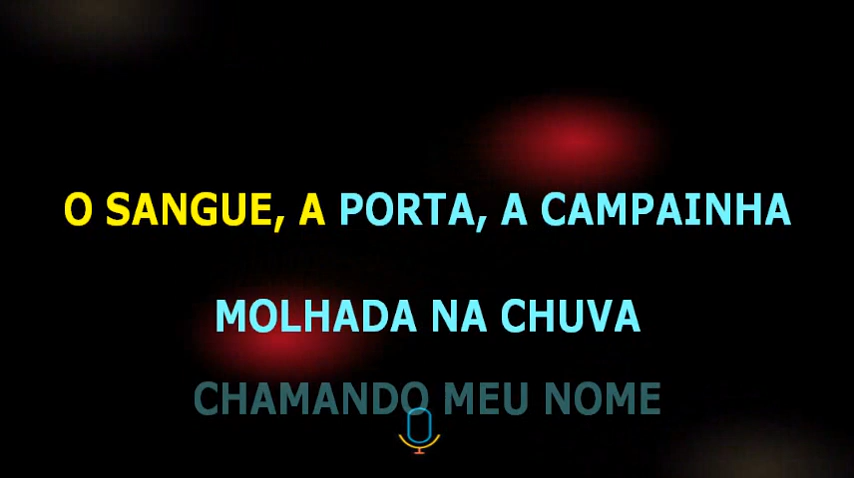 O SANGUE, A PORTA, A CAMPAINHA
MOLHADA NA CHUVA
CHAMANDO MEU NOME